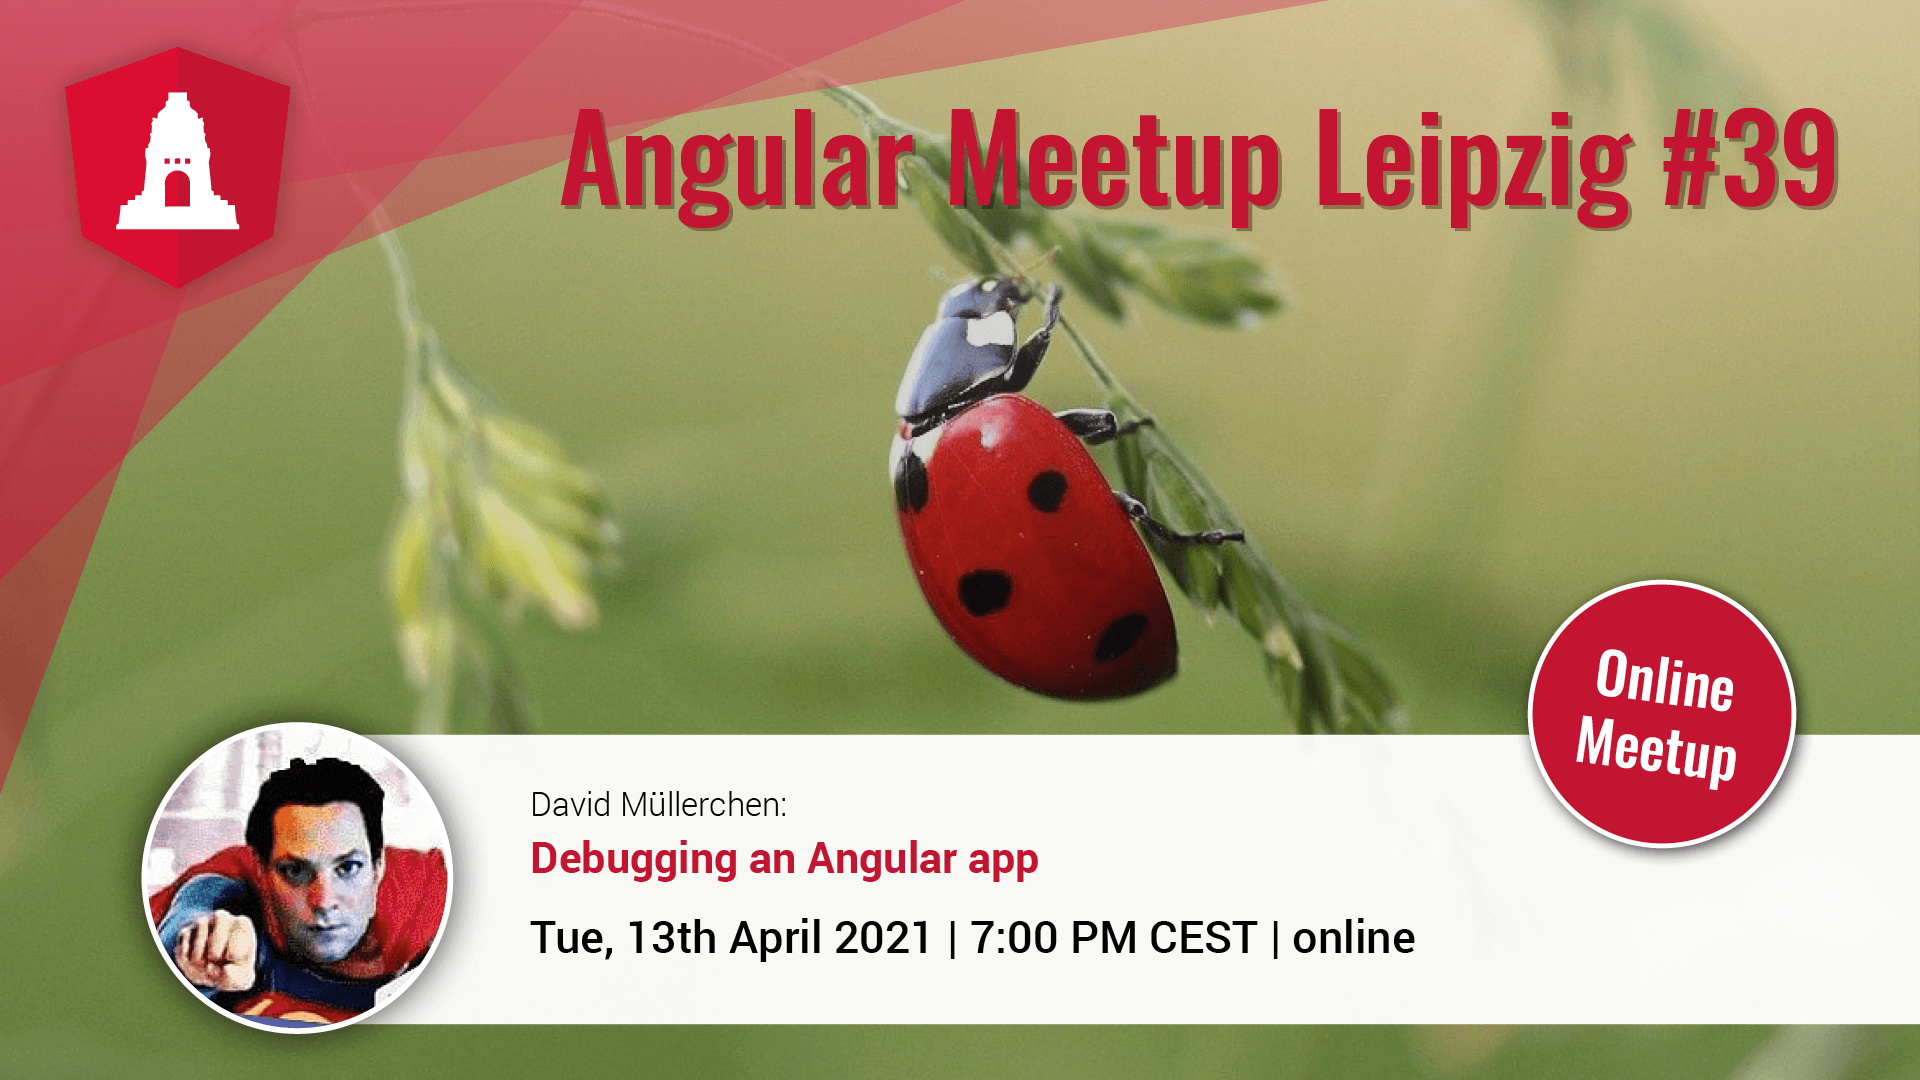 Angular Meetup Leipzig #39
Online
Meetup
David Müllerchen:
Debugging an Angular app
Tue, 13th April 2021 | 7:00 PM CEST | online